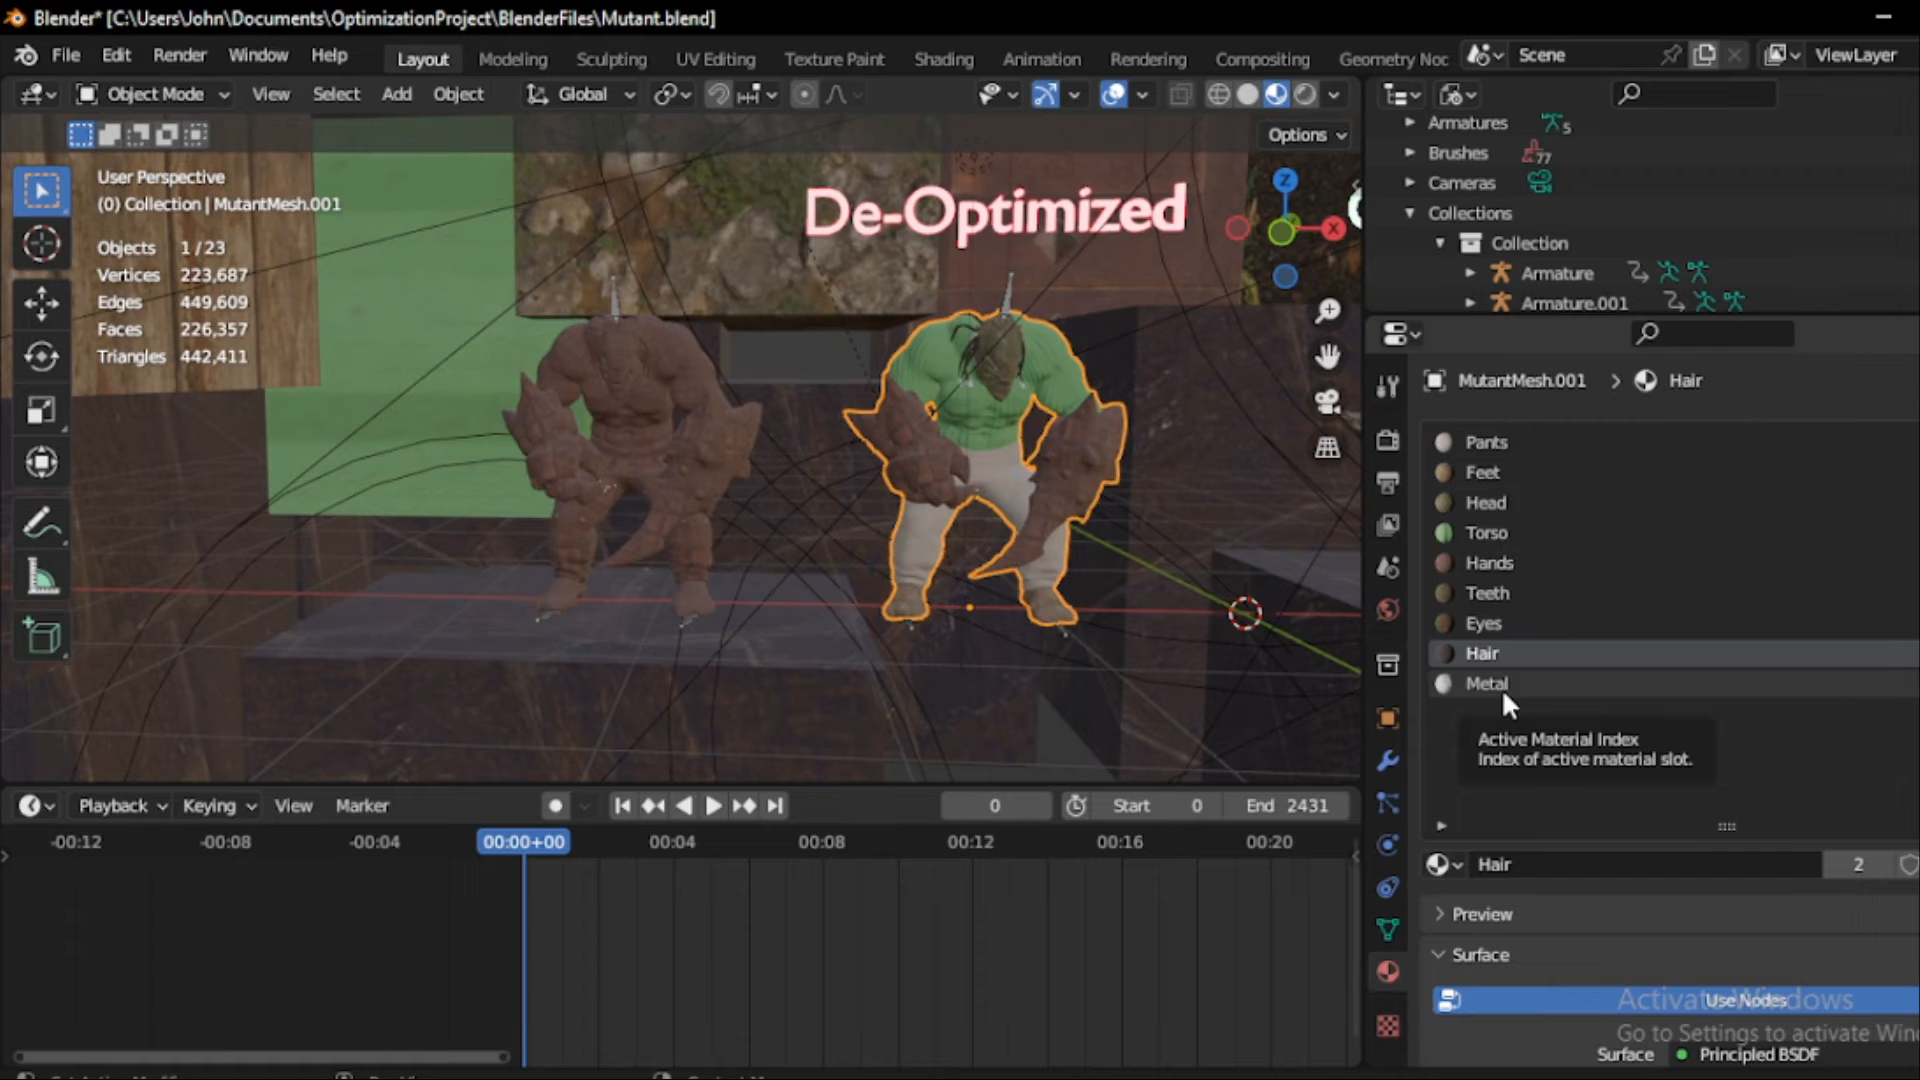 Blender* [C:\Users\John\Documents\OptimizationProject\BlenderFiles\Mutant.blend]
File Edit Render Window Help Layout Modeling Sculpting UV Editing Texture Paint Shading Animation Rendering Compositing Geometry Noc Scene ViewLayer
Object Mode View Select Add Object Global
Options
User Perspective
(0) Collection | MutantMesh.001
Objects 1 / 23
Vertices 223,687
Edges 449,609
Faces 226,357
Triangles 442,411
De-Optimized
Z
X
Armatures 5
Brushes 77
Cameras
Collections
Collection
Armature
Armature.001
MutantMesh.001 Hair
Pants
Feet
Head
Torso
Hands
Teeth
Eyes
Hair
Metal
Active Material Index
Index of active material slot.
Hair 2
Preview
Surface
Use Nodes
Activate Windows
Go to Settings to activate Win
Surface Principled BSDF
Playback Keying View Marker 0 Start 0 End 2431
-00:12 -00:08 -00:04 00:00+00 00:04 00:08 00:12 00:16 00:20